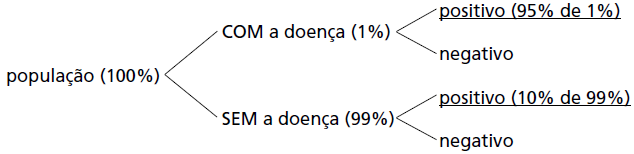 população (100%)
COM a doença (1%)
positivo (95% de 1%)
negativo
SEM a doença (99%)
positivo (10% de 99%)
negativo